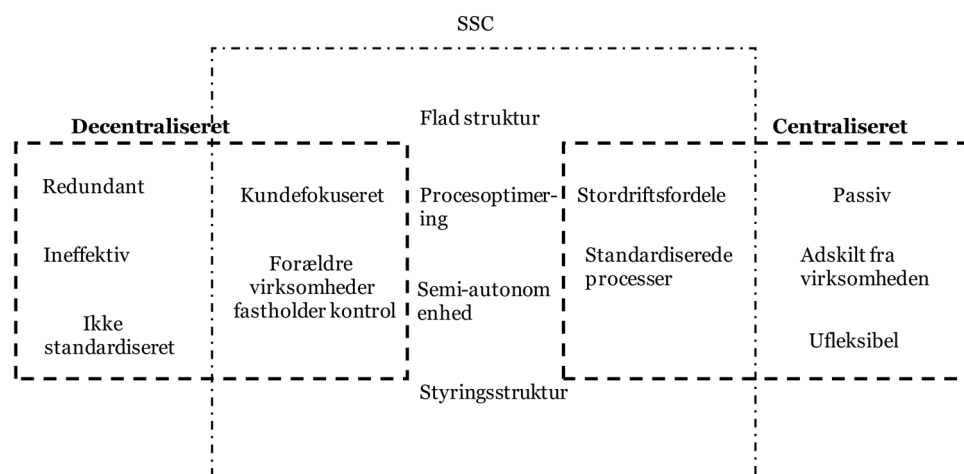 SSC
Decentraliseret
Flad struktur
Centraliseret
Redundant
Ineffektiv
Ikke
standardiseret
Kundefokuseret
Forældre
virksomheder
fastholder kontrol
Procesoptimer-
ing
Semi-autonom
enhed
Styringsstruktur
Stordriftsfordele
Standardiserede
processer
Passiv
Adskilt fra
virksomheden
Ufleksibel